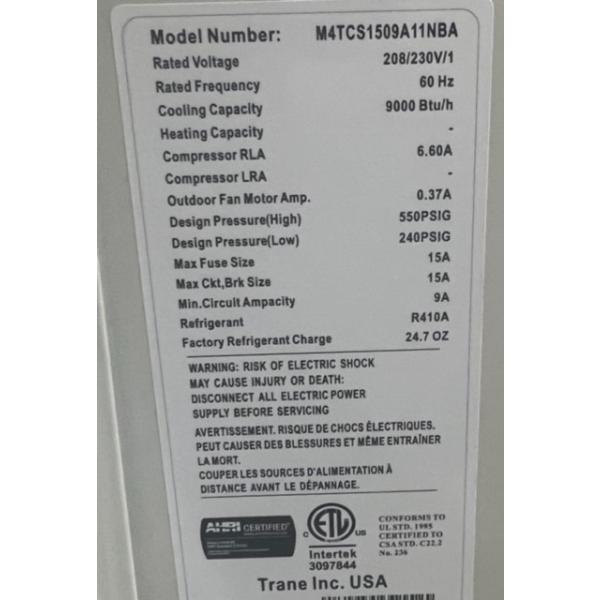 Model Number: M4TCS1509A11NBA
Rated Voltage 208/230V/1
Rated Frequency 60 Hz
Cooling Capacity 9000 Btu/h
Heating Capacity -
Compressor RLA 6.60A
Compressor LRA -
Outdoor Fan Motor Amp. 0.37A
Design Pressure(High) 550PSIG
Design Pressure(Low) 240PSIG
Max Fuse Size 15A
Max Ckt,Brk Size 15A
Min.Circuit Ampacity 9A
Refrigerant R410A
Factory Refrigerant Charge 24.7 OZ
WARNING: RISK OF ELECTRIC SHOCK
MAY CAUSE INJURY OR DEATH:
DISCONNECT ALL ELECTRIC POWER
SUPPLY BEFORE SERVICING
AVERTISSEMENT. RISQUE DE CHOCS ÉLECTRIQUES.
PEUT CAUSER DES BLESSURES ET MÊME ENTRAÎNER
LA MORT.
COUPER LES SOURCES D'ALIMENTATION À
DISTANCE AVANT LE DÉPANNAGE.
AHRI CERTIFIED
C ETL US
Intertek
3097844
CONFORMS TO
UL STD. 1995
CERTIFIED TO
CSA STD. C22.2
No. 236
Trane Inc. USA